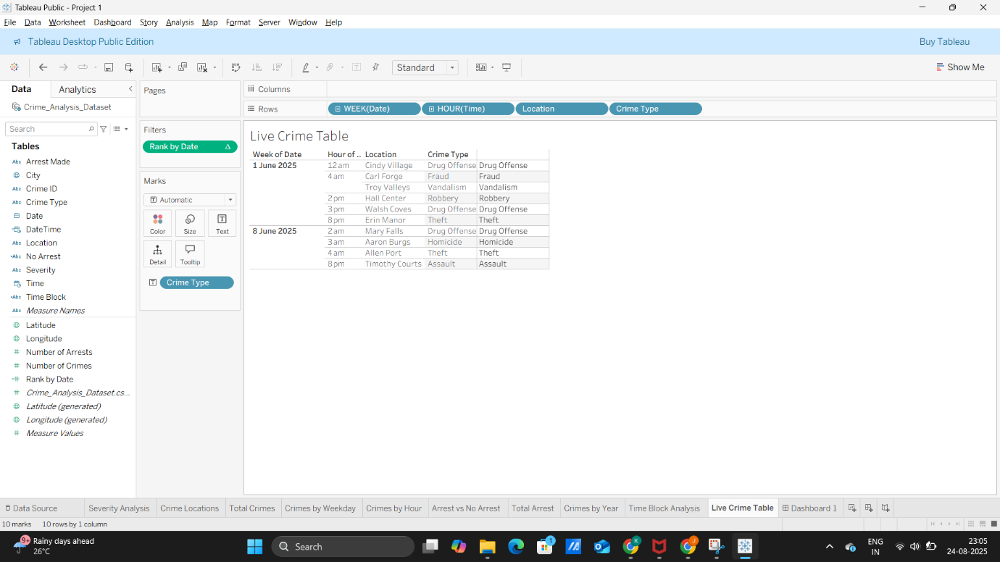 Tableau Public - Project 1
File Data Worksheet Dashboard Story Analysis Map Format Server Window Help
Tableau Desktop Public Edition
Buy Tableau
Standard
Show Me
Data Analytics
Crime_Analysis_Dataset
Search
Tables
Abc Arrest Made
City
Abc Crime ID
Abc Crime Type
Date
DateTime
Abc Location
Abc No Arrest
Abc Severity
Time
Abc Time Block
Abc Measure Names
Latitude
Longitude
# Number of Arrests
# Number of Crimes
=# Rank by Date
# Crime_Analysis_Dataset.cs...
Latitude (generated)
Longitude (generated)
# Measure Values
Pages
Filters
Rank by Date Δ
Marks
T Automatic
Color Size Text
Detail Tooltip
T Crime Type
Columns
Rows WEEK(Date) HOUR(Time) Location Crime Type
Live Crime Table
Week of Date Hour of .. Location Crime Type
1 June 2025 12 am Cindy Village Drug Offense Drug Offense
4 am Carl Forge Fraud Fraud
Troy Valleys Vandalism Vandalism
2 pm Hall Center Robbery Robbery
3 pm Walsh Coves Drug Offense Drug Offense
8 pm Erin Manor Theft Theft
8 June 2025 2 am Mary Falls Drug Offense Drug Offense
3 am Aaron Burgs Homicide Homicide
4 am Allen Port Theft Theft
8 pm Timothy Courts Assault Assault
Data Source Severity Analysis Crime Locations Total Crimes Crimes by Weekday Crimes by Hour Arrest vs No Arrest Total Arrest Crimes by Year Time Block Analysis Live Crime Table Dashboard 1
10 marks 10 rows by 1 column
9+ Rainy days ahead
26°C
Search
1
K
J
ENG
IN
23:05
24-08-2025